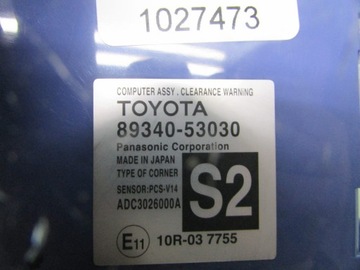 1027473
COMPUTER ASSY . CLEARANCE WARNING
TOYOTA
89340-53030
Panasonic Corporation
MADE IN JAPAN
TYPE OF CORNER
SENSOR:PCS-V14
ADC3026000A
S2
E11 10R-03 7755